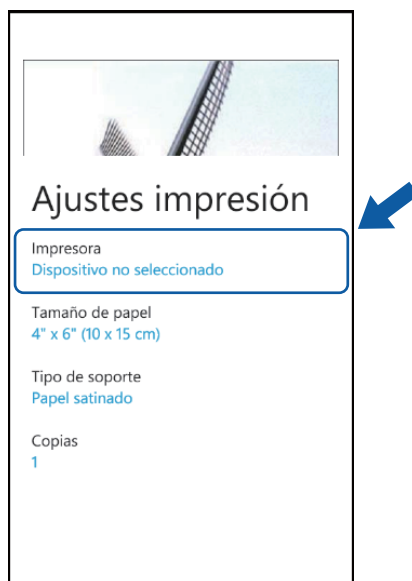 Ajustes impresión
Impresora
Dispositivo no seleccionado
Tamaño de papel
4" x 6" (10 x 15 cm)
Tipo de soporte
Papel satinado
Copias
1